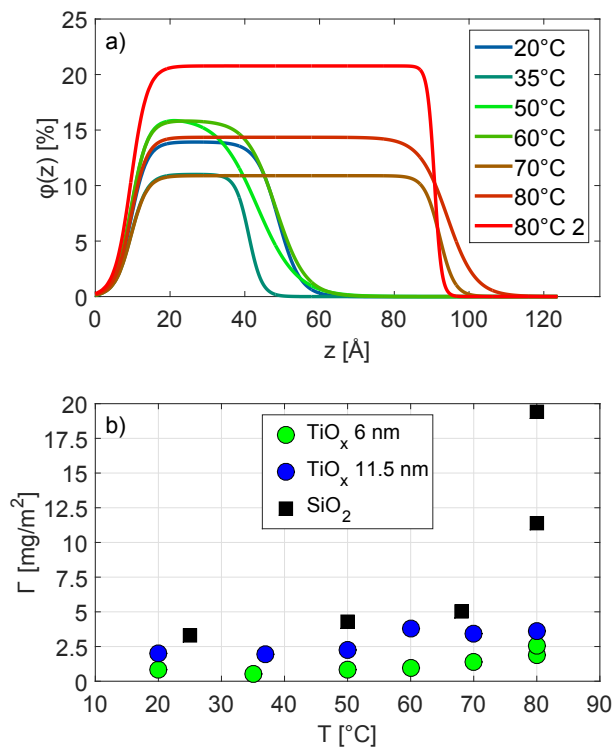 a)
φ(z) [%]
25
20
15
10
5
0
20°C
35°C
50°C
60°C
70°C
80°C
80°C 2
0 20 40 60 80 100 120
z [Å]
b)
Γ [mg/m²]
20
17.5
15
12.5
10
7.5
5
2.5
0
TiOₓ 6 nm
TiOₓ 11.5 nm
SiO₂
10 20 30 40 50 60 70 80 90
T [°C]